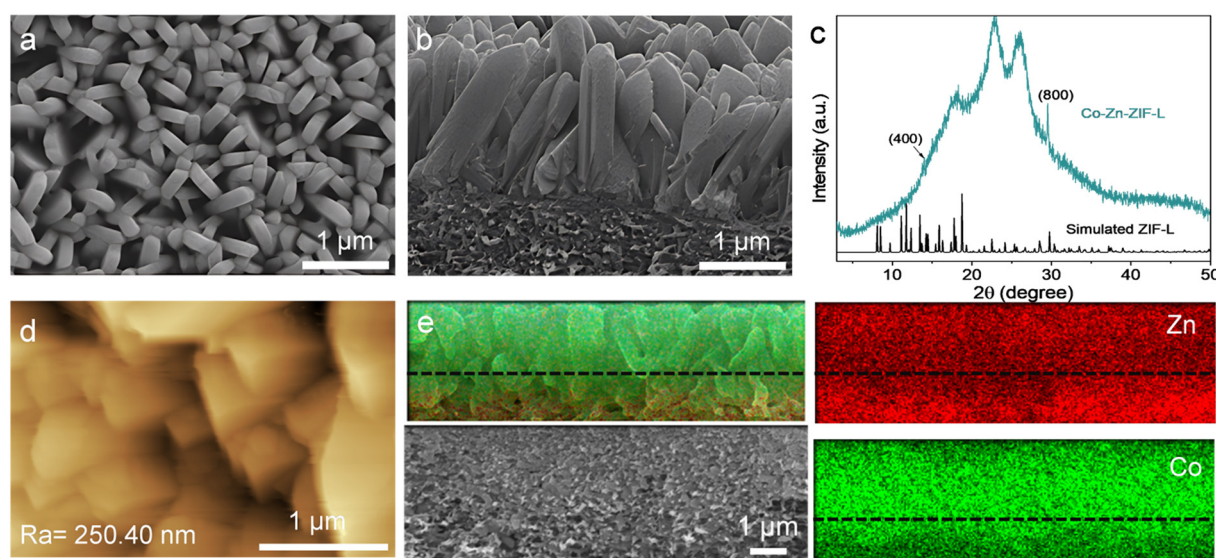 a
1 µm
b
1 µm
c
(800)
Co-Zn-ZIF-L
(400)
Simulated ZIF-L
Intensity (a.u.)
10 20 30 40 50
2θ (degree)
d
Ra= 250.40 nm
1 µm
e
1 µm
Zn
Co